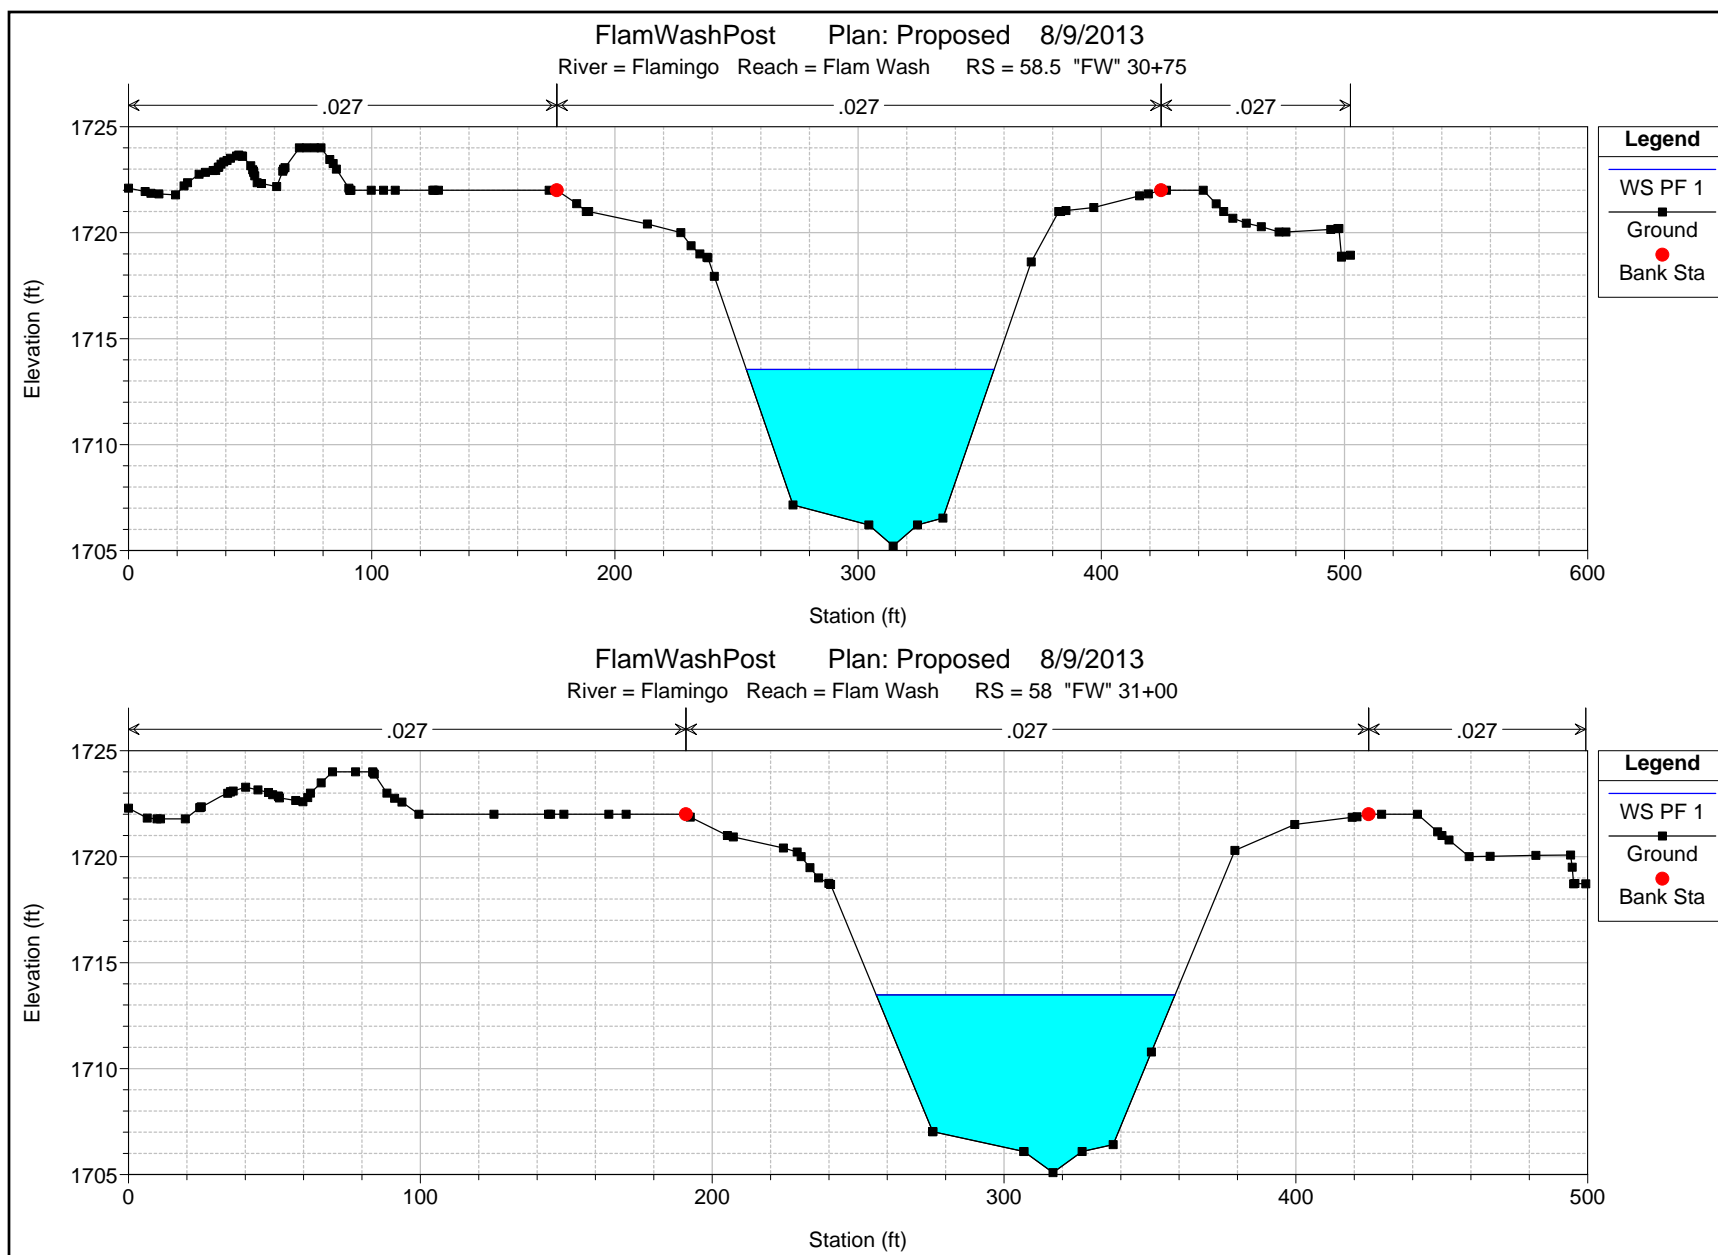 FlamWashPost Plan: Proposed 8/9/2013
River = Flamingo Reach = Flam Wash RS = 58.5 "FW" 30+75
.027 .027 .027
1725
1720
1715
1710
1705
Elevation (ft)
0 100 200 300 400 500 600
Station (ft)
Legend
WS PF 1
Ground
Bank Sta
FlamWashPost Plan: Proposed 8/9/2013
River = Flamingo Reach = Flam Wash RS = 58 "FW" 31+00
.027 .027 .027
1725
1720
1715
1710
1705
Elevation (ft)
0 100 200 300 400 500
Station (ft)
Legend
WS PF 1
Ground
Bank Sta